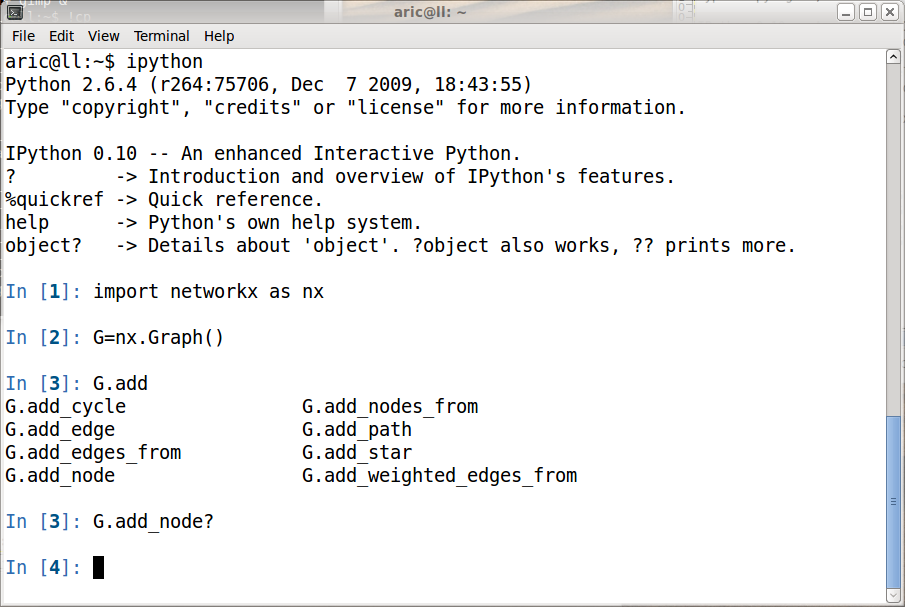 aric@ll: ~
File Edit View Terminal Help
aric@ll:~$ ipython
Python 2.6.4 (r264:75706, Dec  7 2009, 18:43:55)
Type "copyright", "credits" or "license" for more information.
IPython 0.10 -- An enhanced Interactive Python.
?         -> Introduction and overview of IPython's features.
%quickref -> Quick reference.
help      -> Python's own help system.
object?   -> Details about 'object'. ?object also works, ?? prints more.
In [1]: import networkx as nx
In [2]: G=nx.Graph()
In [3]: G.add
G.add_cycle                G.add_nodes_from
G.add_edge                 G.add_path
G.add_edges_from           G.add_star
G.add_node                 G.add_weighted_edges_from
In [3]: G.add_node?
In [4]: